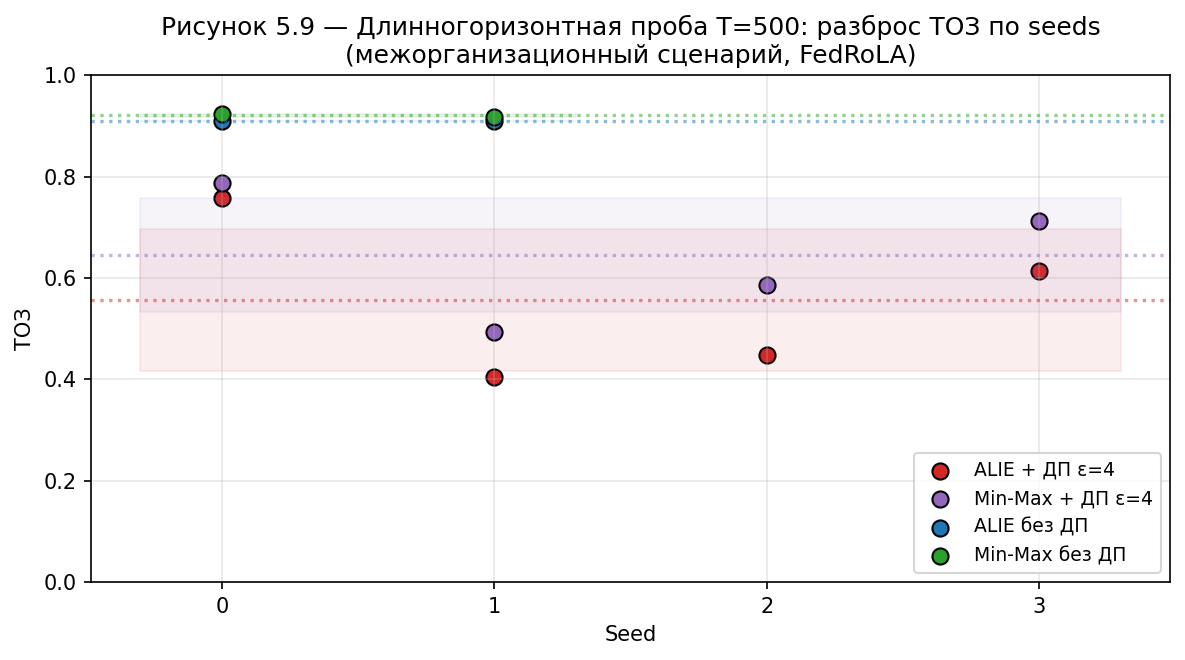 Рисунок 5.9 — Длинногоризонтная проба T=500: разброс ТОЗ по seeds
(межорганизационный сценарий, FedRoLA)
1.0
0.8
0.6
0.4
0.2
0.0
ТОЗ
0
1
2
3
Seed
ALIE + ДП ε=4
Min-Max + ДП ε=4
ALIE без ДП
Min-Max без ДП